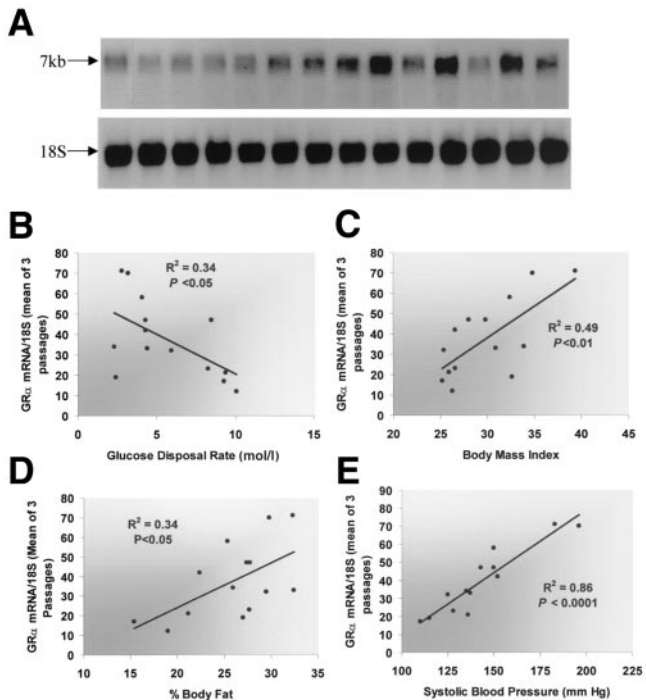 A
7kb
18S
B
GRα mRNA/18S (mean of 3 passages)
80
70
60
50
40
30
20
10
0
R² = 0.34
P <0.05
0
5
10
15
Glucose Disposal Rate (mol/l)
C
GRα mRNA/18S (mean of 3 passages)
80
70
60
50
40
30
20
10
0
R² = 0.49
P<0.01
20
25
30
35
40
45
Body Mass Index
D
GRα mRNA/18S (Mean of 3 Passages)
80
70
60
50
40
30
20
10
0
R² = 0.34
P<0.05
10
15
20
25
30
35
% Body Fat
E
GRα mRNA/18S (mean of 3 passages)
90
80
70
60
50
40
30
20
10
0
R² = 0.86
P < 0.0001
100
125
150
175
200
225
Systolic Blood Pressure (mm Hg)